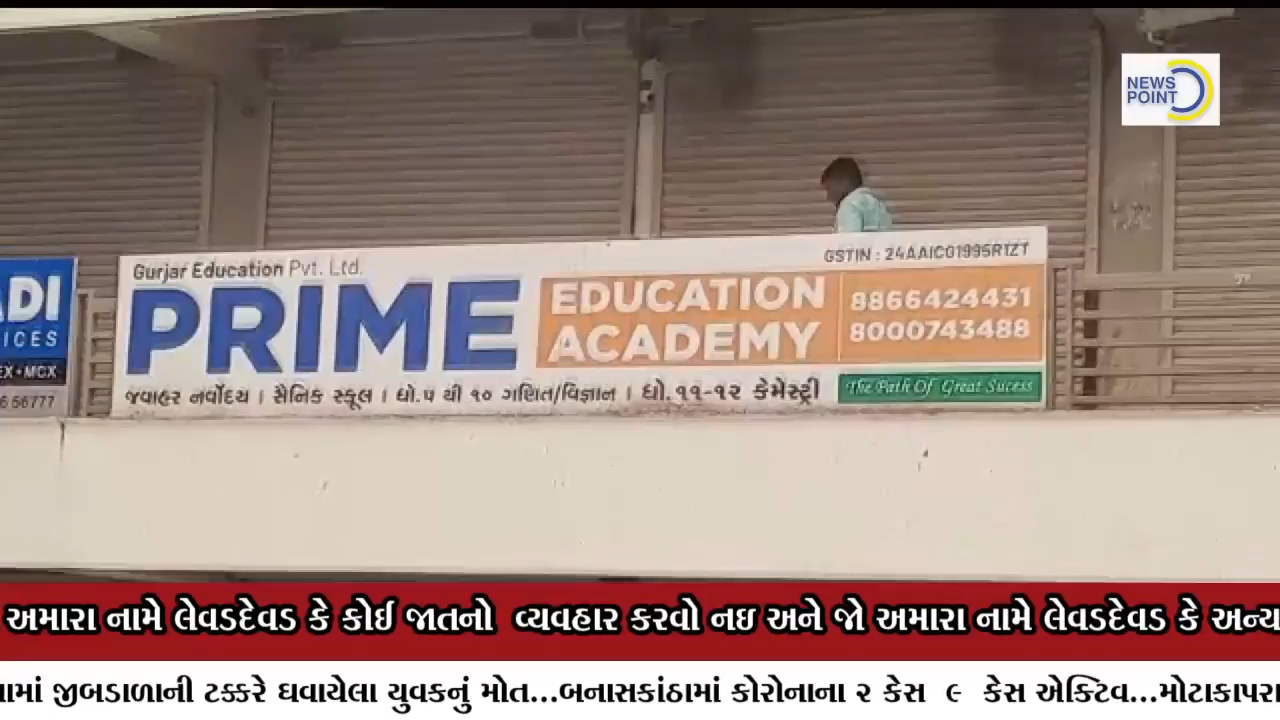 NEWS
POINT
Gurjar Education Pvt. Ltd.
GSTIN : 24AAICG1995R1ZT
PRIME
EDUCATION
ACADEMY
8866424431
8000743488
જવાહર નર્વોદય । સૈનિક સ્કૂલ । ધો.૫ થી ૧૦ ગણિત/વિજ્ઞાન । ધો.૧૧-૧૨ કેમેસ્ટ્રી
The Path Of Great Sucess
ADI
ICES
EX • MCX
6 56777
અમારા નામે લેવડદેવડ કે કોઈ જાતનો વ્યવહાર કરવો નઇ અને જો અમારા નામે લેવડદેવડ કે અન્ય
ામાં જીબડાળાની ટક્કરે ઘવાયેલા યુવકનું મોત...બનાસકાંઠામાં કોરોનાના ૨ કેસ ૯ કેસ એક્ટિવ...મોટાકાપરા